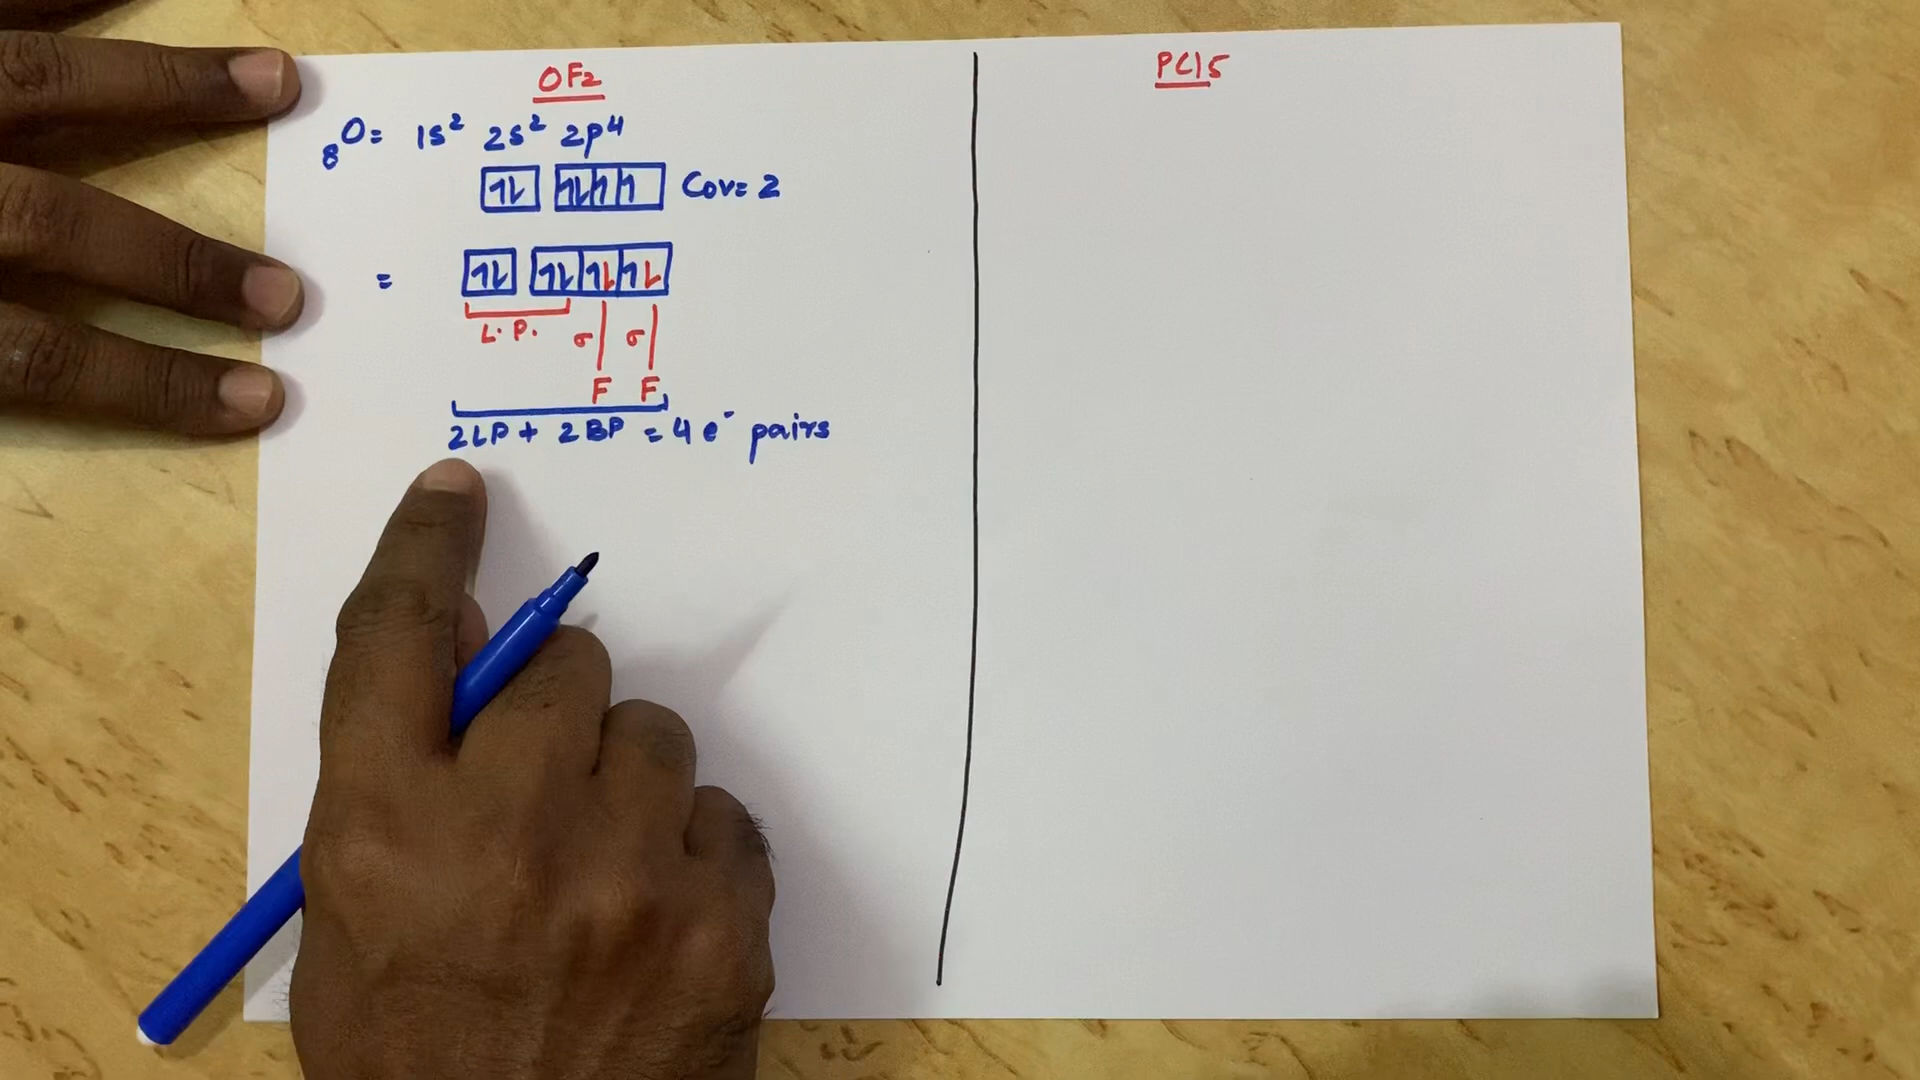 OF2
8O= 1s² 2s² 2p⁴
↿⇂ ↿⇂ ↿ ↿ Cov= 2
= ↿⇂ ↿⇂ ↿⇂ ↿⇂
L.P. σ σ
F F
2LP + 2BP = 4 e⁻ pairs
PCl5